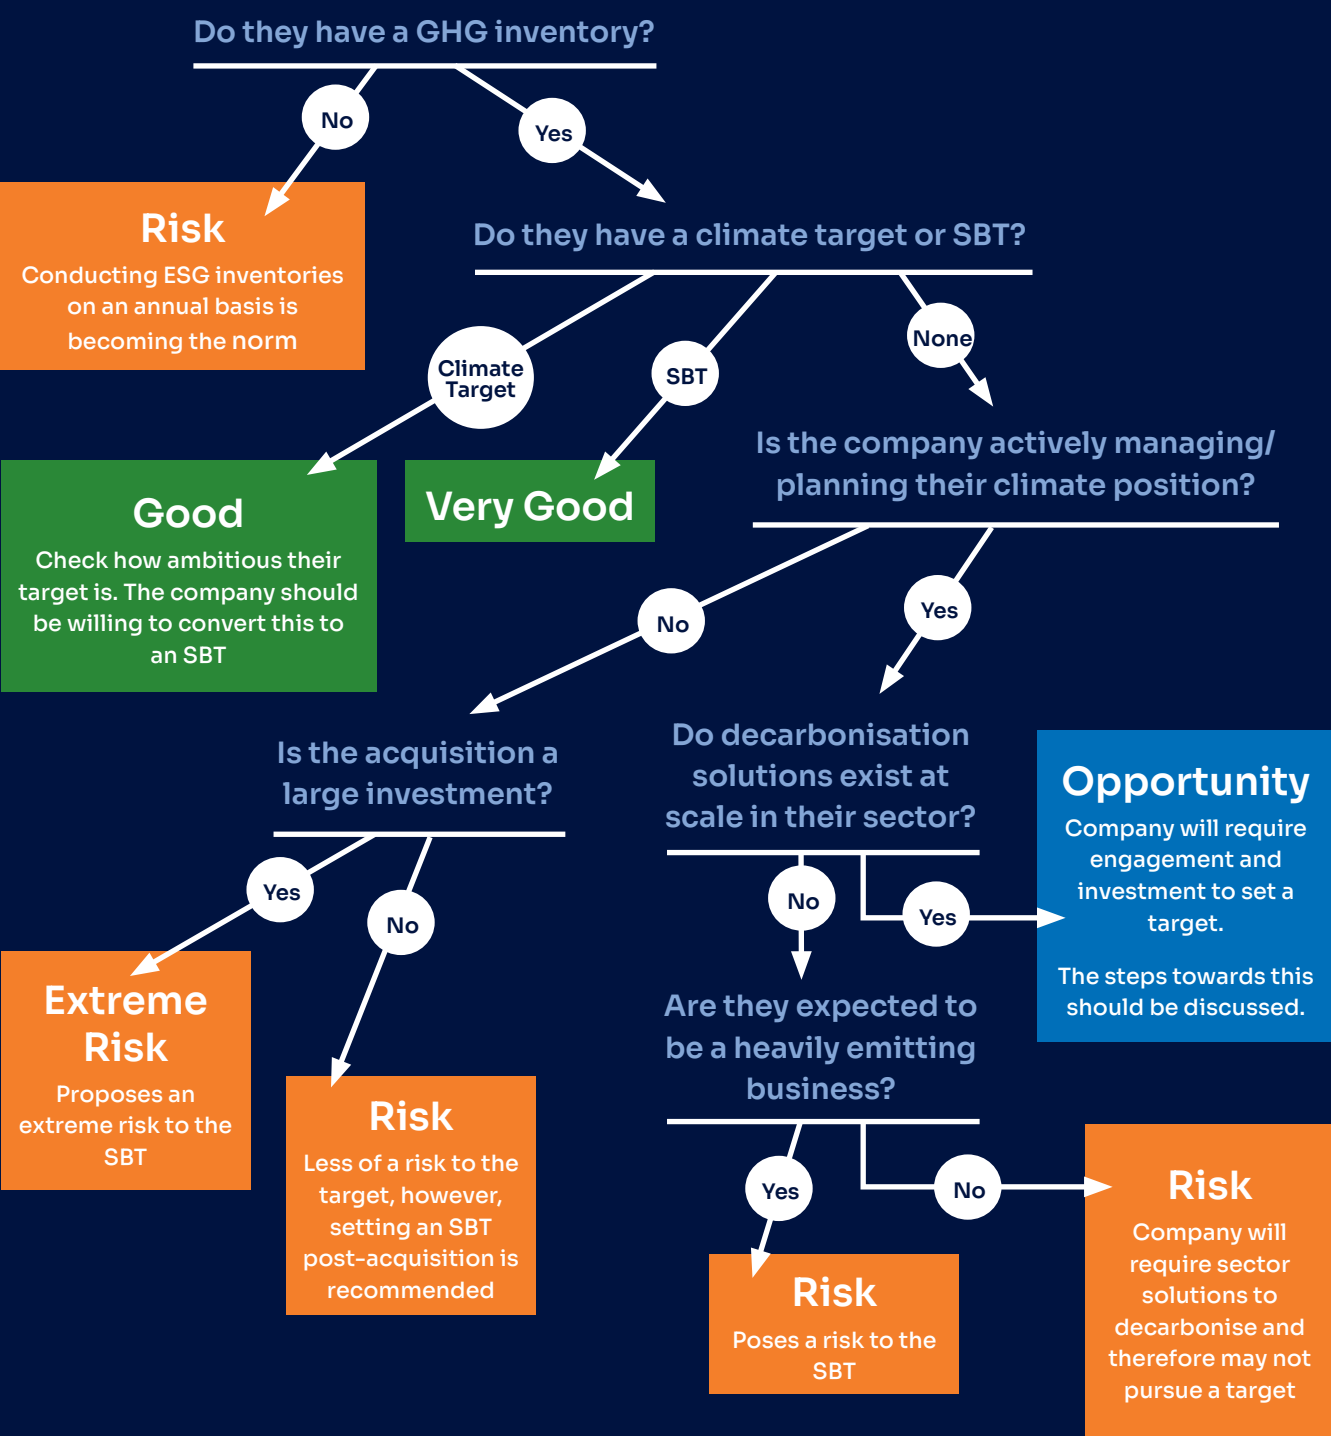 Do they have a GHG inventory?
No
Yes
Risk
Conducting ESG inventories
on an annual basis is
becoming the norm
Do they have a climate target or SBT?
Climate
Target
SBT
None
Good
Check how ambitious their
target is. The company should
be willing to convert this to
an SBT
Very Good
Is the company actively managing/
planning their climate position?
No
Yes
Is the acquisition a
large investment?
Yes
No
Extreme
Risk
Proposes an
extreme risk to the
SBT
Risk
Less of a risk to the
target, however,
setting an SBT
post-acquisition is
recommended
Do decarbonisation
solutions exist at
scale in their sector?
No
Yes
Opportunity
Company will require
engagement and
investment to set a
target.
The steps towards this
should be discussed.
Are they expected to
be a heavily emitting
business?
Yes
No
Risk
Poses a risk to the
SBT
Risk
Company will
require sector
solutions to
decarbonise and
therefore may not
pursue a target